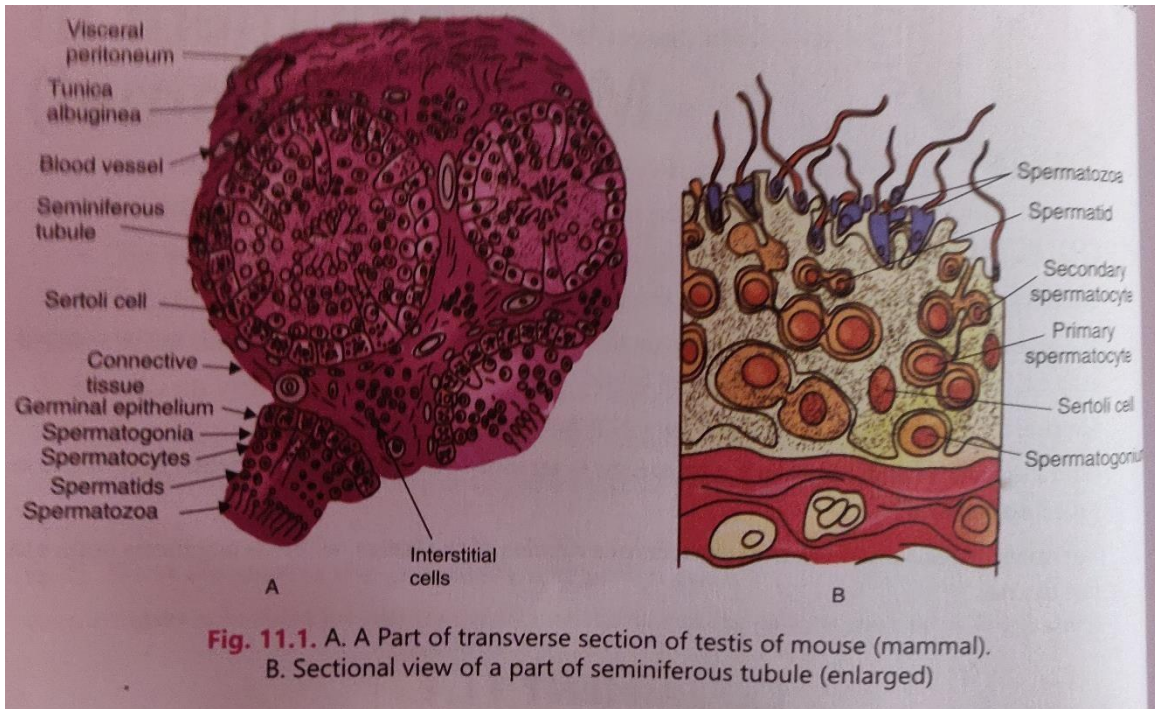 Visceral
peritoneum
Tunica
albuginea
Blood vessel
Seminiferous
tubule
Sertoli cell
Connective
tissue
Germinal epithelium
Spermatogonia
Spermatocytes
Spermatids
Spermatozoa
Interstitial
cells
A
Spermatozoa
Spermatid
Secondary
spermatocyte
Primary
spermatocyte
Sertoli cell
B
Fig. 11.1. A. A Part of transverse section of testis of mouse (mammal).
B. Sectional view of a part of seminiferous tubule (enlarged)